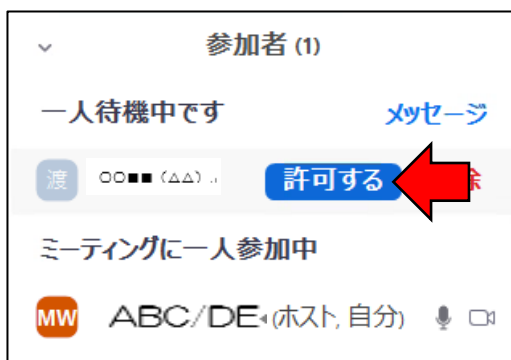 参加者 (1)
一人待機中です メッセージ
渡 〇〇■■ (△△) 許可する 除
ミーティングに一人参加中
MW ABC/DE (ホスト, 自分)